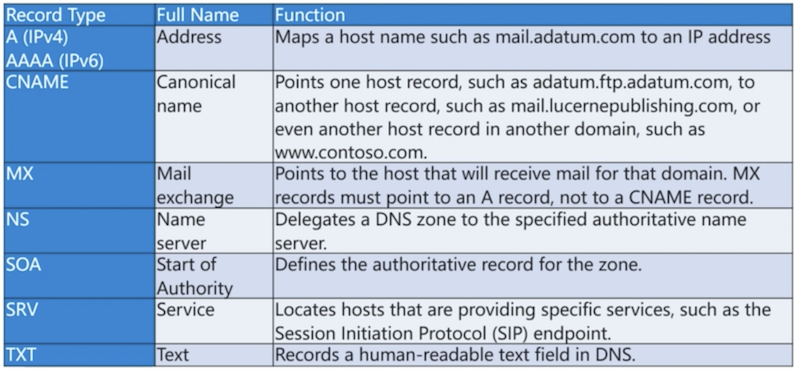 Record Type Full Name Function
A (IPv4) Address Maps a host name such as mail.adatum.com to an IP address
AAAA (IPv6)
CNAME Canonical Points one host record, such as adatum.ftp.adatum.com, to
name another host record, such as mail.lucernepublishing.com, or
even another host record in another domain, such as
www.contoso.com.
MX Mail Points to the host that will receive mail for that domain. MX
exchange records must point to an A record, not to a CNAME record.
NS Name Delegates a DNS zone to the specified authoritative name
server server.
SOA Start of Defines the authoritative record for the zone.
Authority
SRV Service Locates hosts that are providing specific services, such as the
Session Initiation Protocol (SIP) endpoint.
TXT Text Records a human-readable text field in DNS.